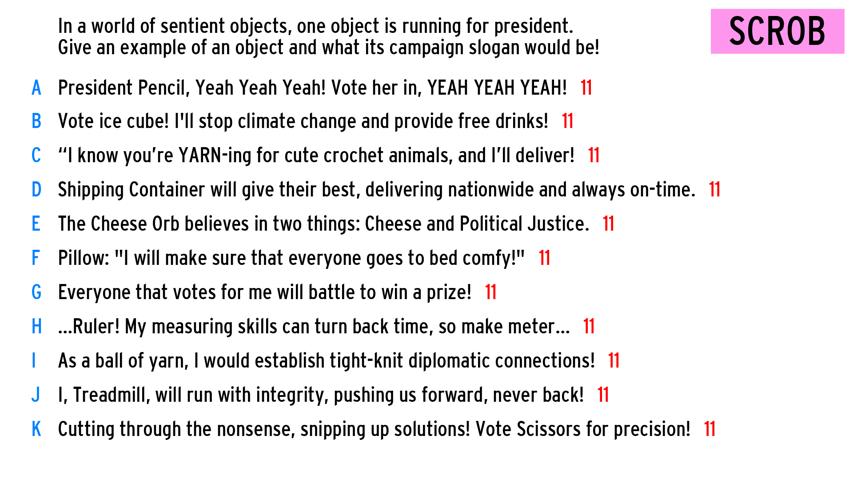 In a world of sentient objects, one object is running for president.
Give an example of an object and what its campaign slogan would be!
SCROB
A President Pencil, Yeah Yeah Yeah! Vote her in, YEAH YEAH YEAH! 11
B Vote ice cube! I'll stop climate change and provide free drinks! 11
C “I know you’re YARN-ing for cute crochet animals, and I’ll deliver! 11
D Shipping Container will give their best, delivering nationwide and always on-time. 11
E The Cheese Orb believes in two things: Cheese and Political Justice. 11
F Pillow: "I will make sure that everyone goes to bed comfy!" 11
G Everyone that votes for me will battle to win a prize! 11
H ...Ruler! My measuring skills can turn back time, so make meter... 11
I As a ball of yarn, I would establish tight-knit diplomatic connections! 11
J I, Treadmill, will run with integrity, pushing us forward, never back! 11
K Cutting through the nonsense, snipping up solutions! Vote Scissors for precision! 11